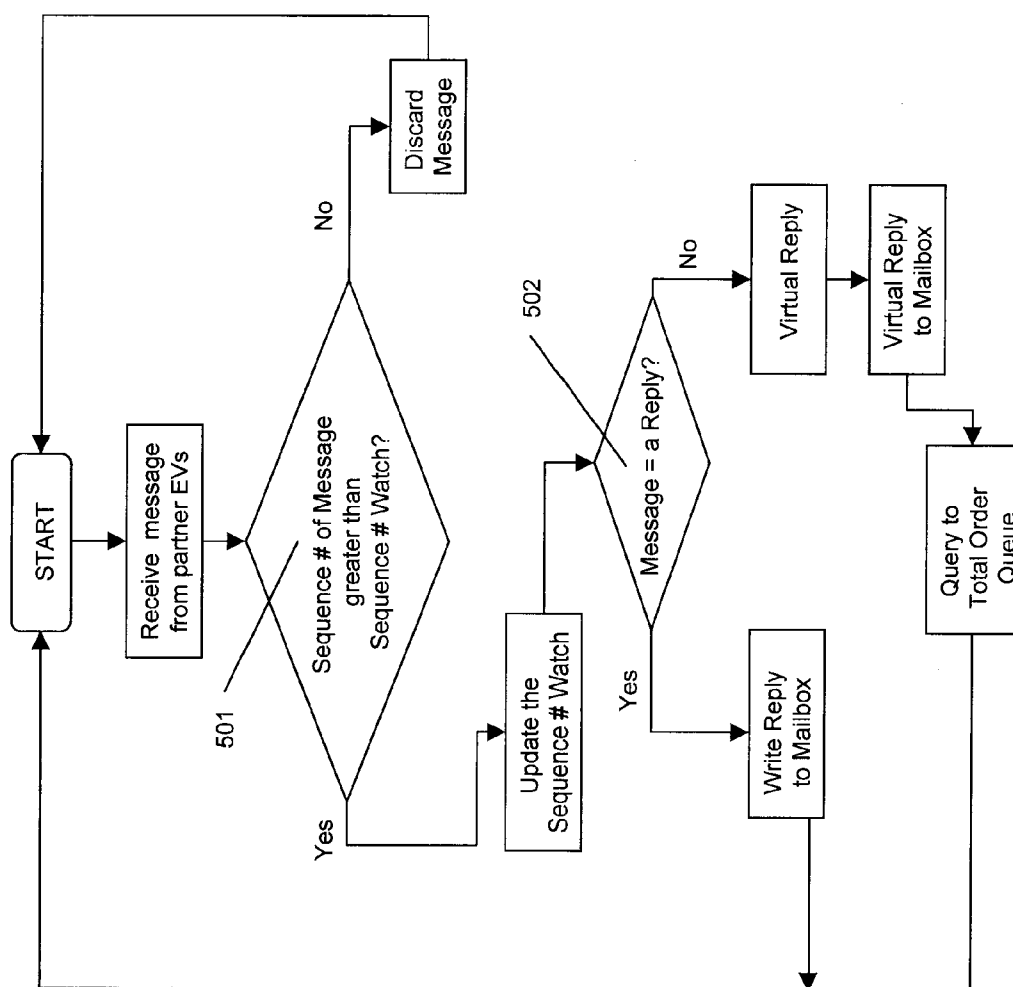 START
Receive message
from partner EVs
501
Sequence # of Message
greater than
Sequence # Watch?
No
Discard
Message
Yes
Update the
Sequence # Watch
502
Message = a Reply?
Yes
Write Reply
to Mailbox
No
Virtual Reply
Virtual Reply
to Mailbox
Query to
Total Order
Queue